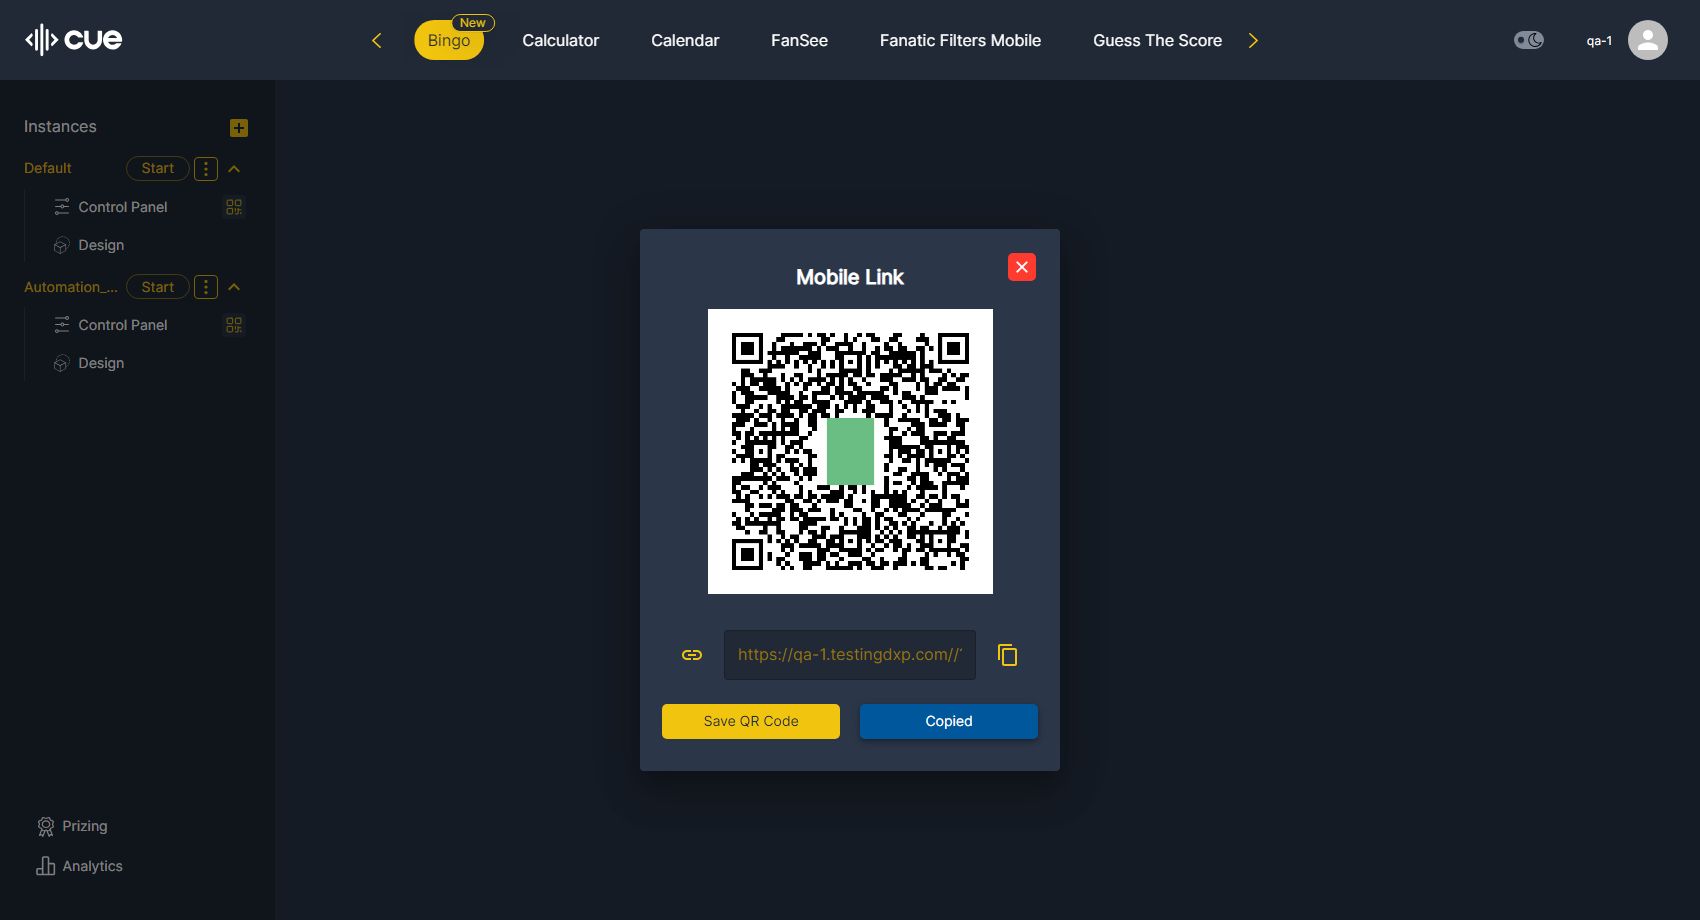 cue
Bingo
New
Calculator
Calendar
FanSee
Fanatic Filters Mobile
Guess The Score
qa-1
Instances
Default
Start
Control Panel
Design
Automation_...
Start
Control Panel
Design
Mobile Link
https://qa-1.testingdxp.com//
Save QR Code
Copied
Prizing
Analytics